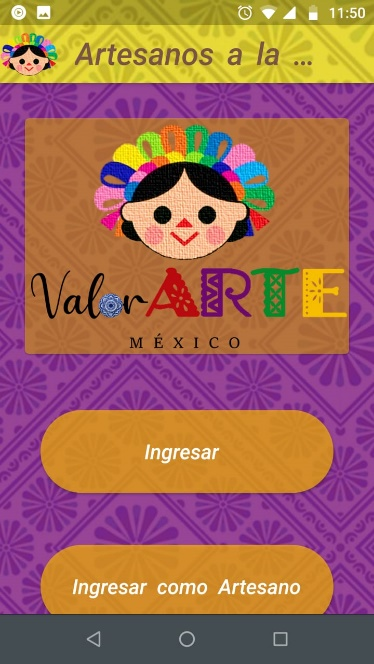 11:50
Artesanos a la ...
ValorARTE
MÉXICO
Ingresar
Ingresar como Artesano